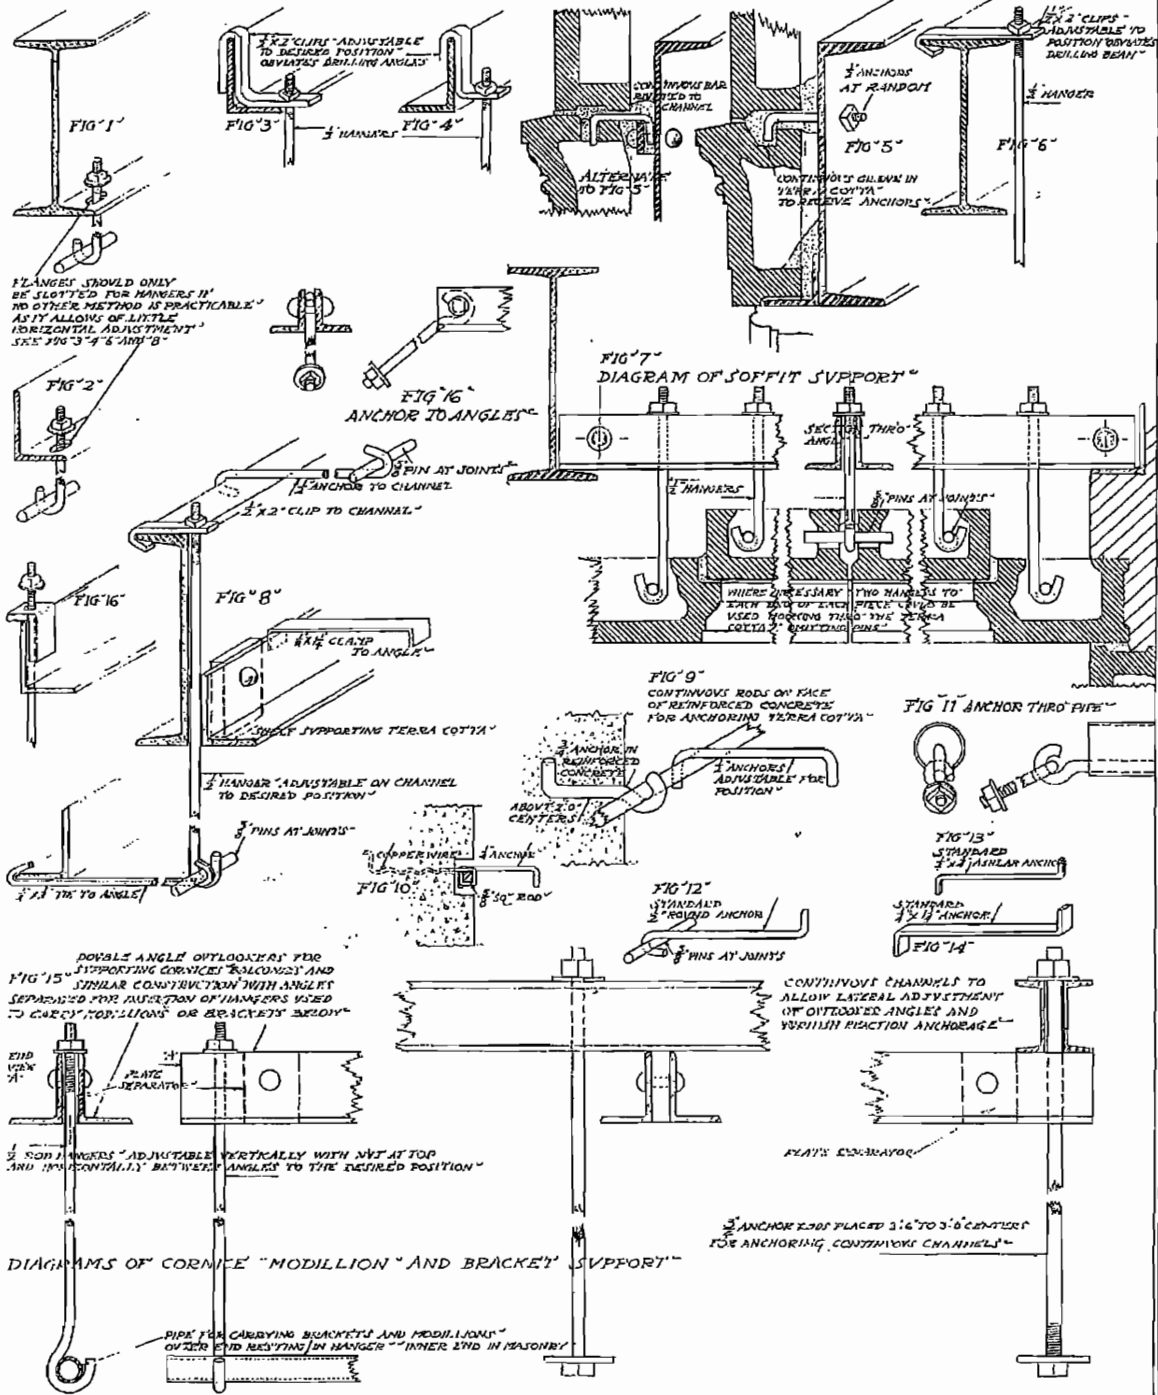 FIG 1
FIG 3
FIG 4
½ X 2" CLIPS ADJUSTABLE
TO DESIRED POSITION
OBVIATES DRILLING ANGLES
½ HANGERS
CONTINUOUS BAR
RIVETED TO
CHANNEL
ALTERNATE
TO FIG 5
½ ANCHORS
AT RANDOM
FIG 5
CONTINUOUS
IN
TERRA COTTA
TO RECEIVE ANCHORS
½ X 2" CLIPS
ADJUSTABLE TO
POSITION OBVIATES
DRILLING BEAM
½ HANGER
FIG 6
FLANGES SHOULD ONLY
BE SLOTTED FOR HANGERS IF
NO OTHER METHOD IS PRACTICABLE
AS IT ALLOWS OF LITTLE
HORIZONTAL ADJUSTMENT
SEE FIG 3 4 6 AND 8
FIG 2
FIG 16
ANCHOR TO ANGLES
FIG 7
DIAGRAM OF SOFFIT SUPPORT
SECTION THRO'
ANGLE
½ HANGERS
⅝ PINS AT JOINTS
WHERE NECESSARY TWO HANGERS TO
EACH END OF EACH PIECE COULD BE
USED HOOKING THRO' THE TERRA
COTTA OMITTING PINS
⅝ PIN AT JOINTS
ANCHOR TO CHANNEL
½ X 2" CLIP TO CHANNEL
FIG 16
FIG 8
CLAMP
TO ANGLE
SHELF SUPPORTING TERRA COTTA
½ HANGER ADJUSTABLE ON CHANNEL
TO DESIRED POSITION
⅝ PINS AT JOINTS
TIE TO ANGLE
FIG 9
CONTINUOUS RODS ON FACE
OF REINFORCED CONCRETE
FOR ANCHORING TERRA COTTA
ANCHOR IN
REINFORCED
CONCRETE
ABOUT 2'0"
CENTERS
ANCHORS
ADJUSTABLE FOR
POSITION
FIG 11 ANCHOR THRO PIPE
COPPER WIRE
ANCHOR
FIG 10
⅝ SQ ROD
FIG 12
STANDARD
ROUND ANCHOR
PINS AT JOINTS
FIG 13
STANDARD
ASHLAR ANCHOR
STANDARD
ANCHOR
FIG 14
FIG 15
DOUBLE ANGLE OUTLOOKERS FOR
SUPPORTING CORNICES BALCONIES AND
SIMILAR CONSTRUCTION WITH ANGLES
SEPARATED FOR INSERTION OF HANGERS USED
TO CARRY MODILLIONS OR BRACKETS BELOW
END
VIEW
"A"
PLATE
SEPARATOR
CONTINUOUS CHANNELS TO
ALLOW LATERAL ADJUSTMENT
OF OUTLOOKER ANGLES AND
FURNISH REACTION ANCHORAGE
PLATE SEPARATOR
½ ROD HANGERS ADJUSTABLE VERTICALLY WITH NUT AT TOP
AND HORIZONTALLY BETWEEN ANGLES TO THE DESIRED POSITION
ANCHOR RODS PLACED 2'6" TO 3'0" CENTERS
FOR ANCHORING CONTINUOUS CHANNELS
DIAGRAMS OF CORNICE MODILLION AND BRACKET SUPPORT
PIPE FOR CARRYING BRACKETS AND MODILLIONS
OUTER END RESTING IN HANGER INNER END IN MASONRY